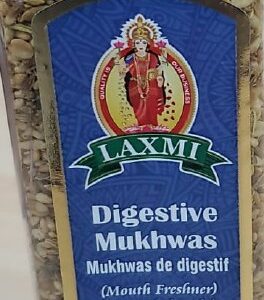 QUALITY IS OUR BUSINESS
LAXMI
Digestive
Mukhwas
Mukhwas de digestif
(Mouth Freshner)